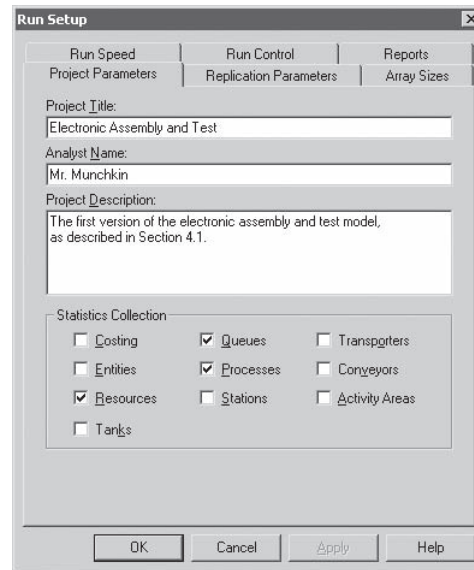 Run Setup
Run Speed
Run Control
Reports
Project Parameters
Replication Parameters
Array Sizes
Project Title:
Electronic Assembly and Test
Analyst Name:
Mr. Munchkin
Project Description:
The first version of the electronic assembly and test model,
as described in Section 4.1.
Statistics Collection
Costing
Queues
Transporters
Entities
Processes
Conveyors
Resources
Stations
Activity Areas
Tanks
OK
Cancel
Apply
Help